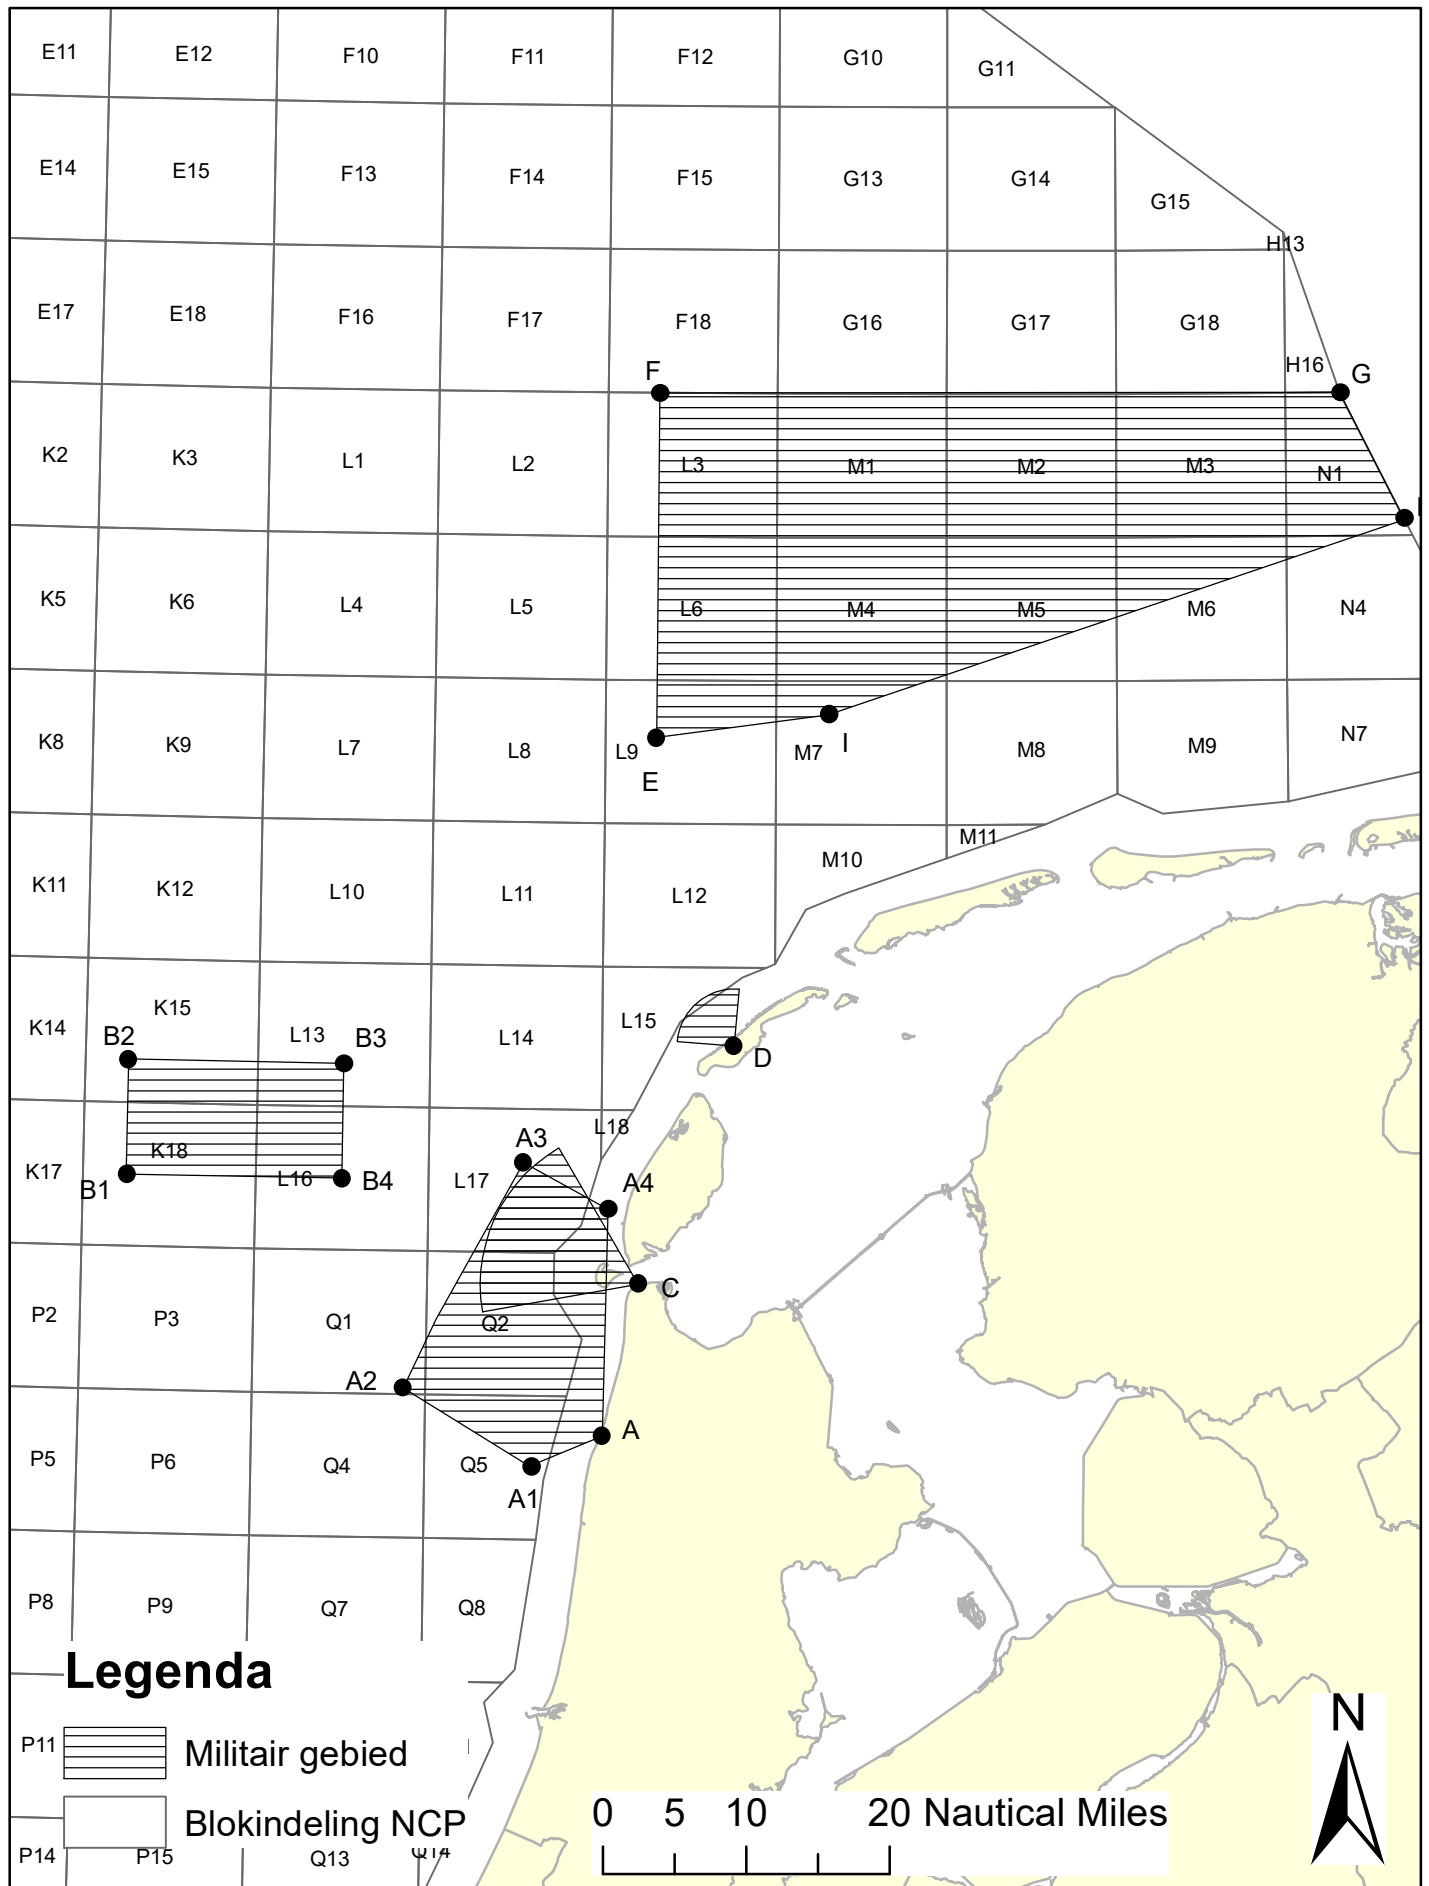 E11 E12 F10 F11 F12 G10 G11
E14 E15 F13 F14 F15 G13 G14 G15
H13
E17 E18 F16 F17 F18 G16 G17 G18
H16
F G
K2 K3 L1 L2 L3 M1 M2 M3 N1
K5 K6 L4 L5 L6 M4 M5 M6 N4
K8 K9 L7 L8 L9 M7 I M8 M9 N7
E
M10 M11
K11 K12 L10 L11 L12
K14 K15 L13 L14 L15
B2 B3 D
L18
K17 K18 L16 L17 A3 A4
B1 B4
C
P2 P3 Q1 Q2
A2 A
P5 P6 Q4 Q5
A1
P8 P9 Q7 Q8
Legenda
P11 Militair gebied
Blokindeling NCP
P14 P15 Q13 Q14
0 5 10 20 Nautical Miles
N